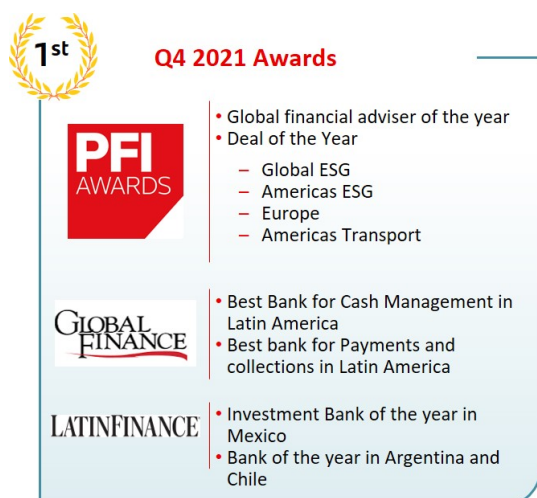 1st
Q4 2021 Awards
PFI
AWARDS
• Global financial adviser of the year
• Deal of the Year
– Global ESG
– Americas ESG
– Europe
– Americas Transport
GLOBAL
FINANCE
• Best Bank for Cash Management in
Latin America
• Best bank for Payments and
collections in Latin America
LATINFINANCE
• Investment Bank of the year in
Mexico
• Bank of the year in Argentina and
Chile